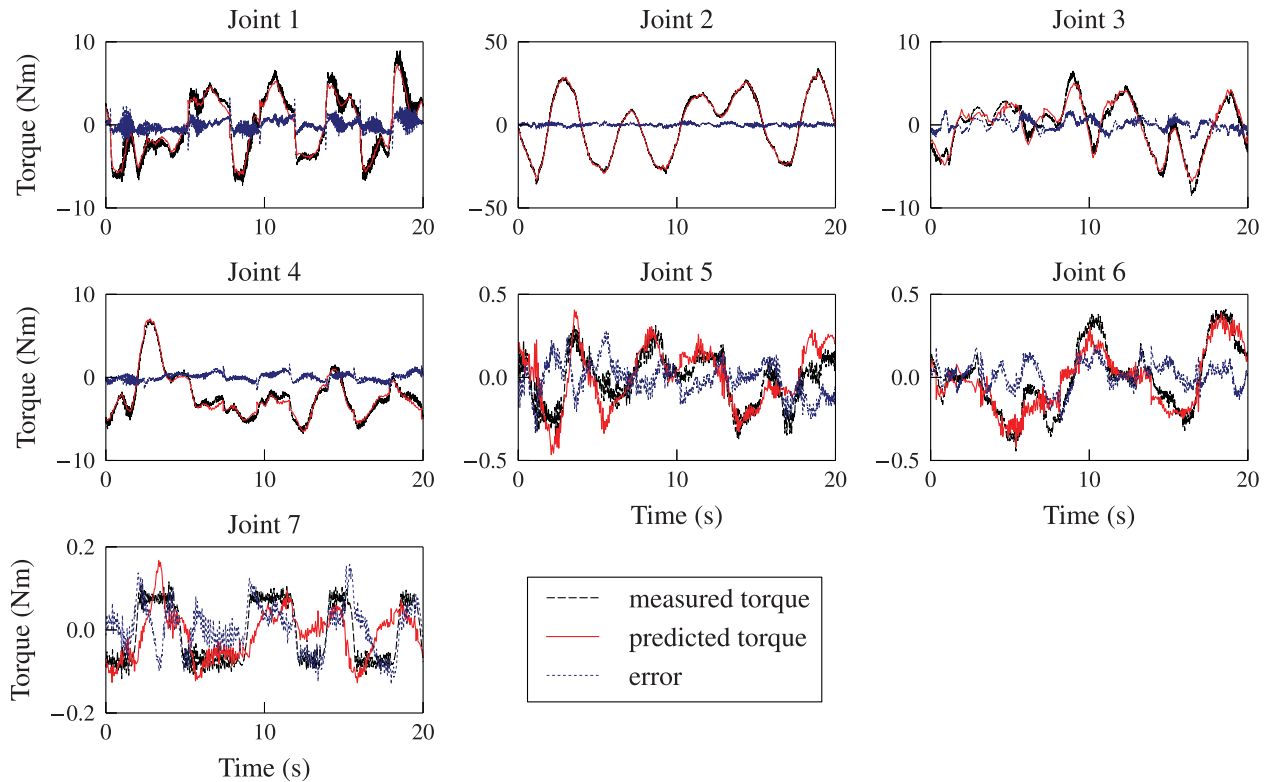 Joint 1
Joint 2
Joint 3
Torque (Nm)
10
0
−10
0
10
20
50
0
−50
0
10
20
10
0
−10
0
10
20
Joint 4
Joint 5
Joint 6
Torque (Nm)
10
0
−10
0
10
20
0.5
0.0
−0.5
0
10
20
Time (s)
0.5
0.0
−0.5
0
10
20
Time (s)
Joint 7
Torque (Nm)
0.2
0.0
−0.2
0
10
20
Time (s)
measured torque
predicted torque
error